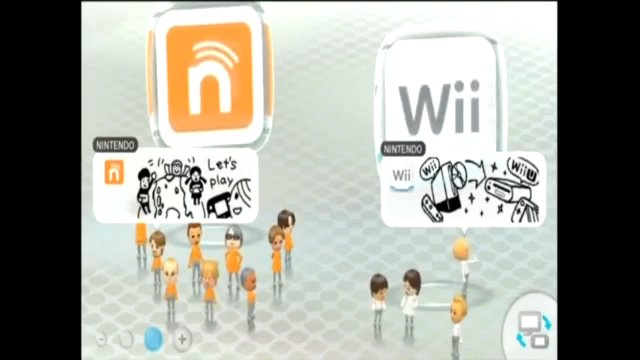 n
Wii
NINTENDO
n
Let's
play
NINTENDO
Wii
Wii
Wii U